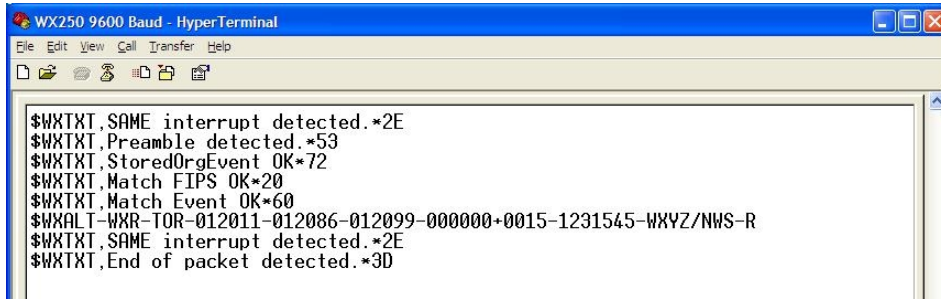 WX250 9600 Baud - HyperTerminal
File Edit View Call Transfer Help
$WXTXT,SAME interrupt detected.*2E
$WXTXT,Preamble detected.*53
$WXTXT,StoredOrgEvent OK*72
$WXTXT,Match FIPS OK*20
$WXTXT,Match Event OK*60
$WXALT-WXR-TOR-012011-012086-012099-000000+0015-1231545-WXYZ/NWS-R
$WXTXT,SAME interrupt detected.*2E
$WXTXT,End of packet detected.*3D